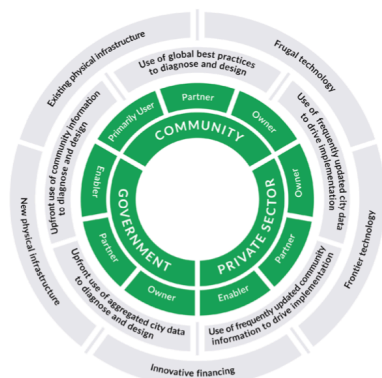 Existing physical infrastructure
Frugal technology
Frontier technology
Innovative financing
New physical infrastructure
Use of global best practices
to diagnose and design
Use of frequently updated city data
to drive implementation
Use of frequently updated community
information to drive implementation
Upfront use of aggregated city data
to diagnose and design
Upfront use of community information
to diagnose and design
Primarily User
Partner
Owner
COMMUNITY
Owner
Partner
Enabler
PRIVATE SECTOR
Owner
Partner
Enabler
GOVERNMENT